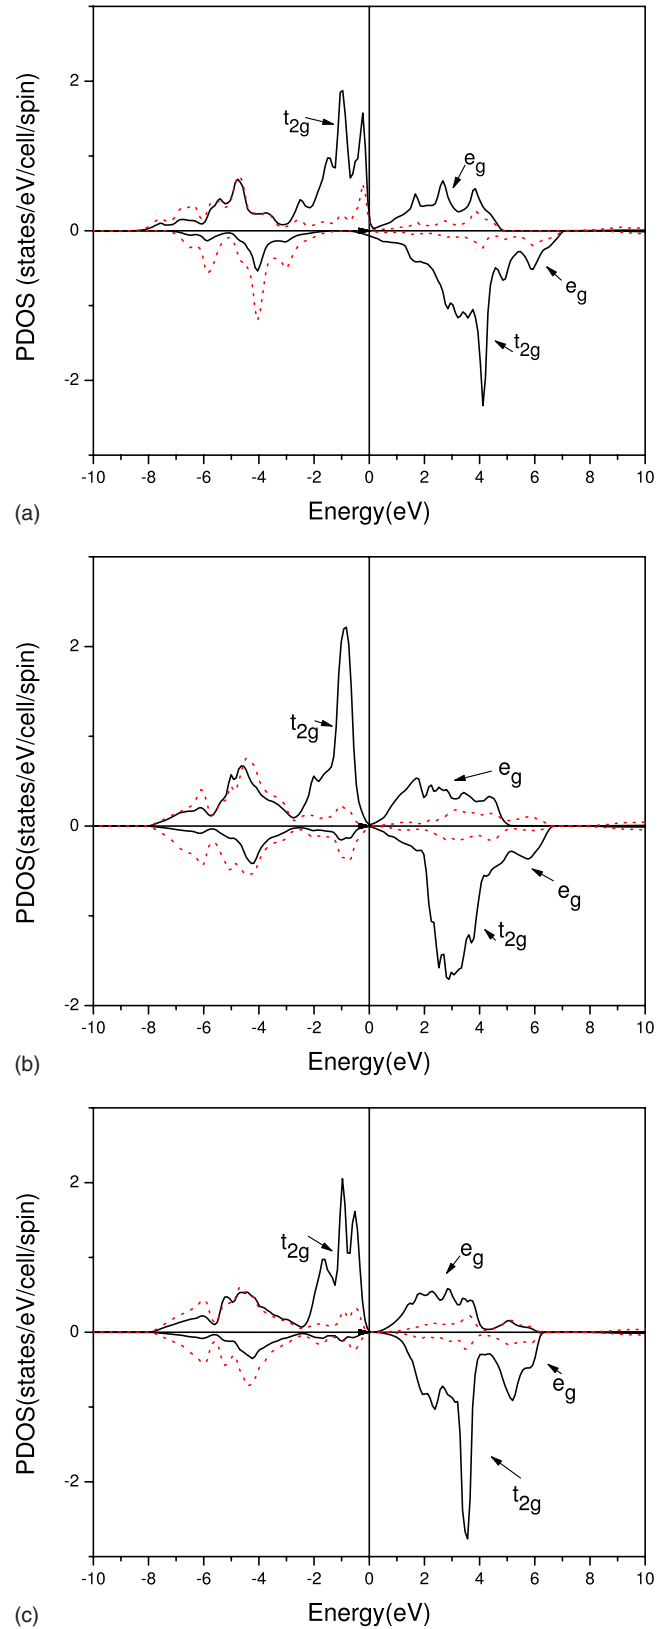 PDOS (states/eV/cell/spin)
2
0
-2
t2g
eg
eg
t2g
-10 -8 -6 -4 -2 0 2 4 6 8 10
Energy(eV)
(a)
PDOS(states/eV/cell/spin)
2
0
-2
t2g
eg
eg
t2g
-10 -8 -6 -4 -2 0 2 4 6 8 10
Energy(eV)
(b)
PDOS(states/eV/cell/spin)
2
0
-2
t2g
eg
eg
t2g
-10 -8 -6 -4 -2 0 2 4 6 8 10
Energy(eV)
(c)